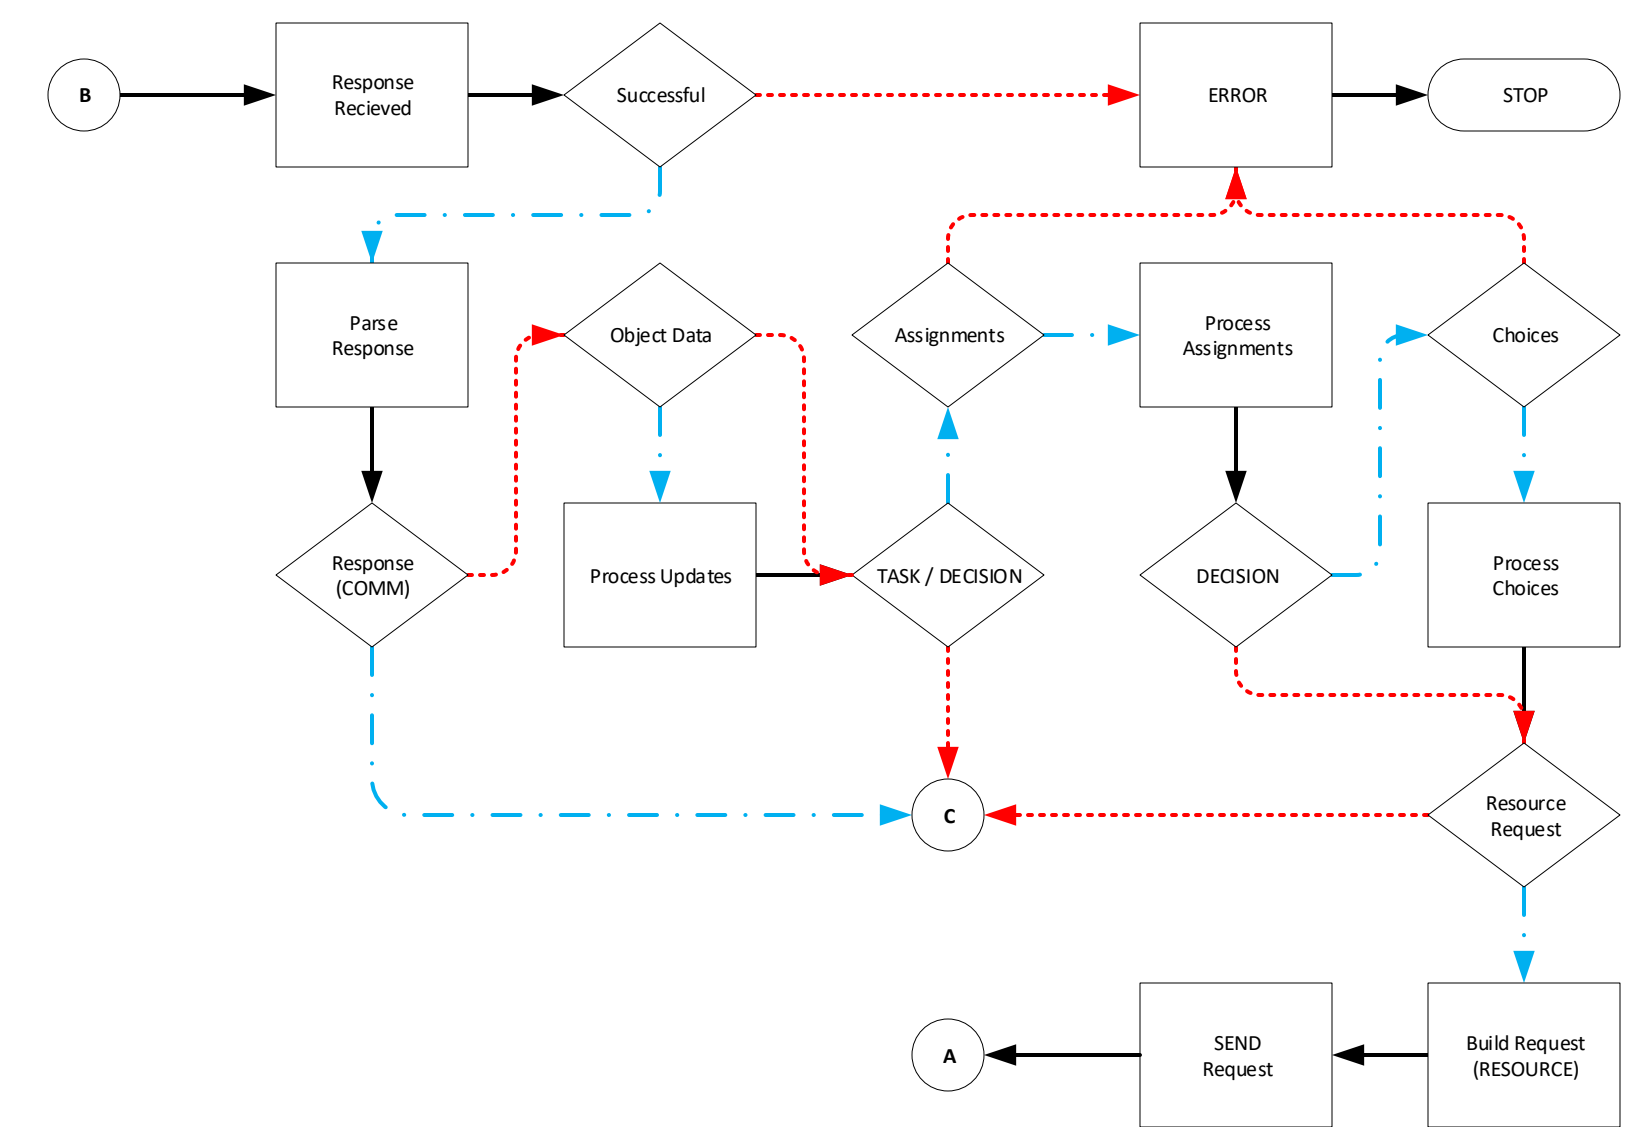 B
Response
Recieved
Successful
ERROR
STOP
Parse
Response
Object Data
Assignments
Process
Assignments
Choices
Response
(COMM)
Process Updates
TASK / DECISION
DECISION
Process
Choices
C
Resource
Request
A
SEND
Request
Build Request
(RESOURCE)